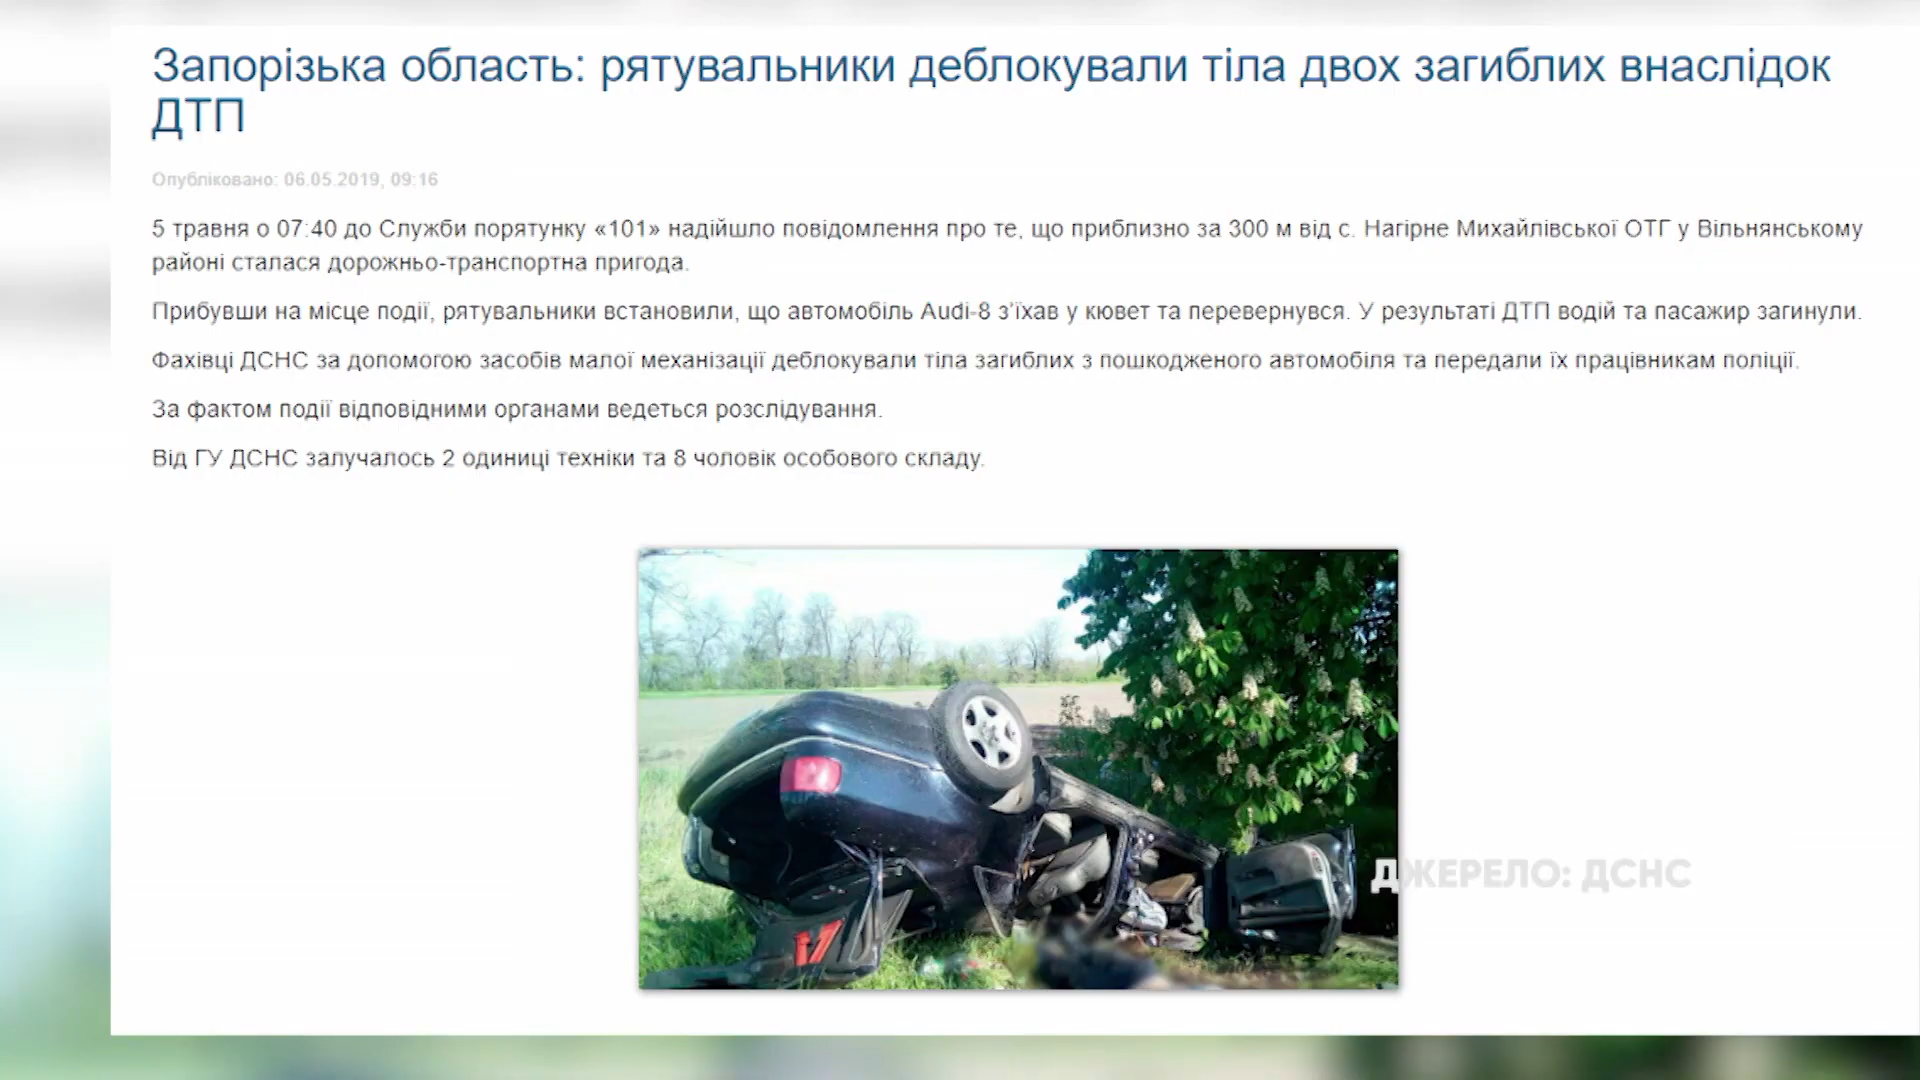 Запорізька область: рятувальники деблокували тіла двох загиблих внаслідок
ДТП
Опубліковано: 06.05.2019, 09:16
5 травня о 07:40 до Служби порятунку «101» надійшло повідомлення про те, що приблизно за 300 м від с. Нагірне Михайлівської ОТГ у Вільнянському
районі сталася дорожньо-транспортна пригода.
Прибувши на місце події, рятувальники встановили, що автомобіль Audi-8 з’їхав у кювет та перевернувся. У результаті ДТП водій та пасажир загинули.
Фахівці ДСНС за допомогою засобів малої механізації деблокували тіла загиблих з пошкодженого автомобіля та передали їх працівникам поліції.
За фактом події відповідними органами ведеться розслідування.
Від ГУ ДСНС залучалось 2 одиниці техніки та 8 чоловік особового складу.
ДЖЕРЕЛО: ДСНС